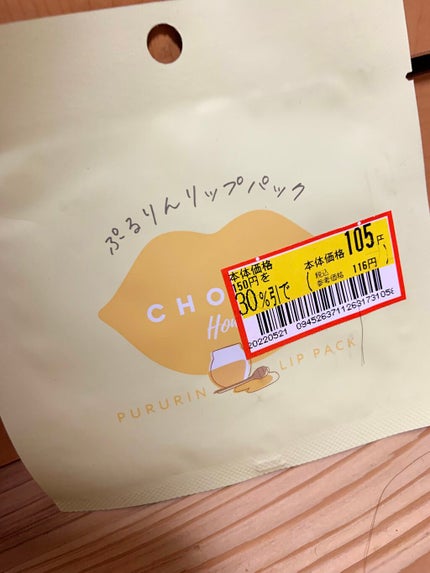 ぷるりんリップパック
CHO
Ho
PURURIN LIP PACK
本体価格
150円を
30%引で
本体価格 105円
(税込参考価格 116円)
20220521 0945263711263173105